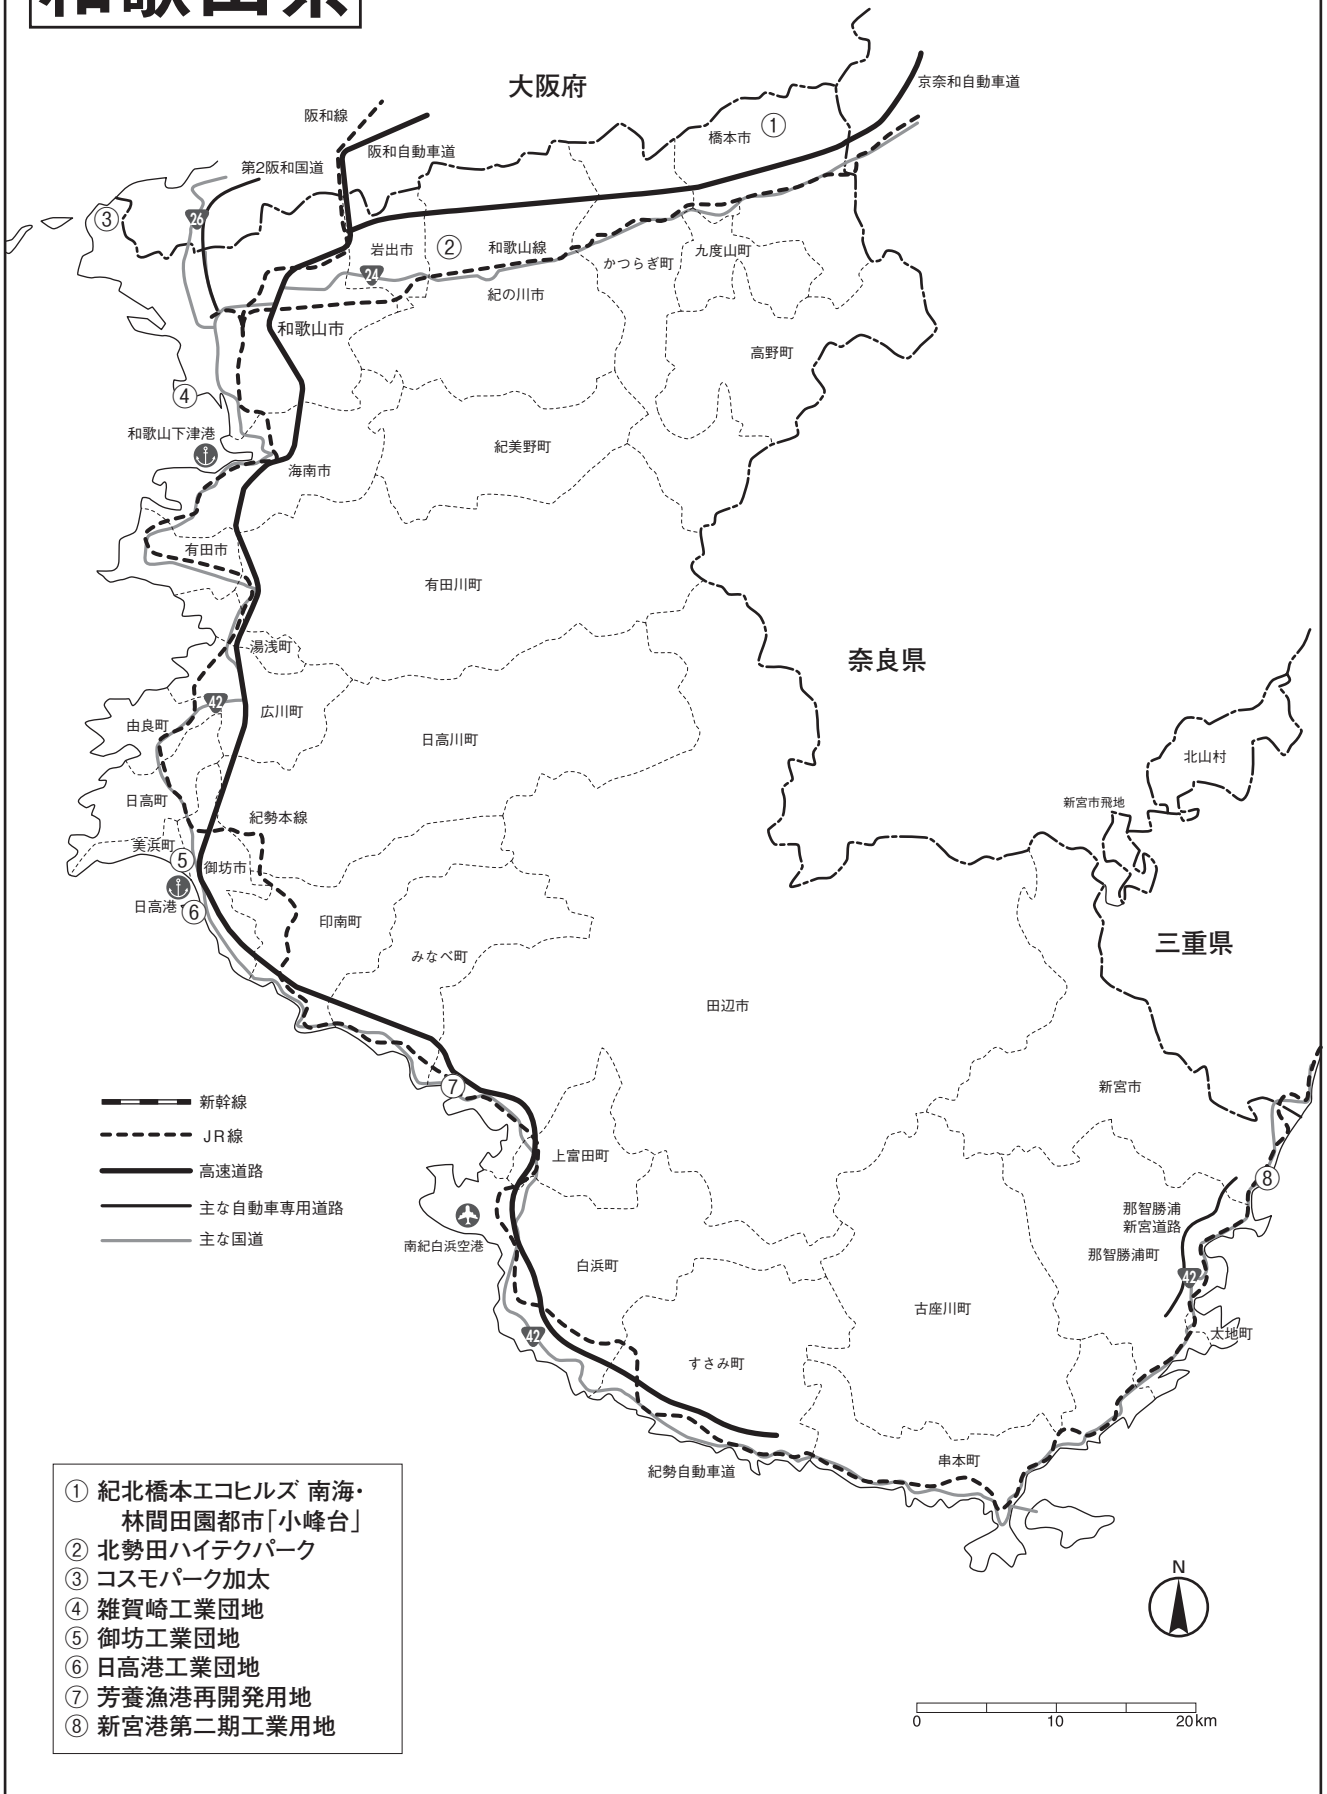 和歌山県
大阪府
京奈和自動車道
阪和線
橋本市
①
阪和自動車道
第2阪和国道
③
26
岩出市
②
和歌山線
かつらぎ町
九度山町
24
紀の川市
和歌山市
高野町
④
和歌山下津港
紀美野町
海南市
有田市
有田川町
湯浅町
奈良県
42
広川町
由良町
日高川町
北山村
日高町
新宮市飛地
紀勢本線
美浜町
⑤
御坊市
日高港
⑥
印南町
三重県
みなべ町
田辺市
⑦
新宮市
新幹線
JR線
上富田町
高速道路
⑧
主な自動車専用道路
那智勝浦
新宮道路
主な国道
南紀白浜空港
那智勝浦町
白浜町
42
古座川町
42
太地町
すさみ町
串本町
紀勢自動車道
① 紀北橋本エコヒルズ 南海・
林間田園都市「小峰台」
② 北勢田ハイテクパーク
③ コスモパーク加太
④ 雑賀崎工業団地
⑤ 御坊工業団地
⑥ 日高港工業団地
⑦ 芳養漁港再開発用地
⑧ 新宮港第二期工業用地
N
0 10 20km